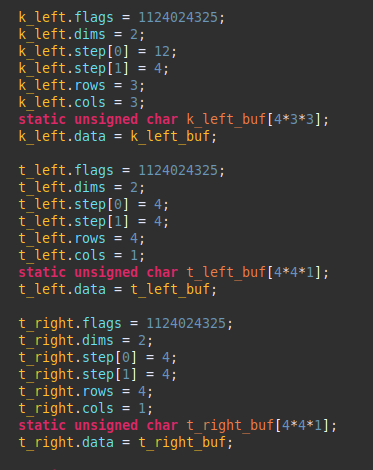 k_left.flags = 1124024325;
k_left.dims = 2;
k_left.step[0] = 12;
k_left.step[1] = 4;
k_left.rows = 3;
k_left.cols = 3;
static unsigned char k_left_buf[4*3*3];
k_left.data = k_left_buf;

t_left.flags = 1124024325;
t_left.dims = 2;
t_left.step[0] = 4;
t_left.step[1] = 4;
t_left.rows = 4;
t_left.cols = 1;
static unsigned char t_left_buf[4*4*1];
t_left.data = t_left_buf;

t_right.flags = 1124024325;
t_right.dims = 2;
t_right.step[0] = 4;
t_right.step[1] = 4;
t_right.rows = 4;
t_right.cols = 1;
static unsigned char t_right_buf[4*4*1];
t_right.data = t_right_buf;